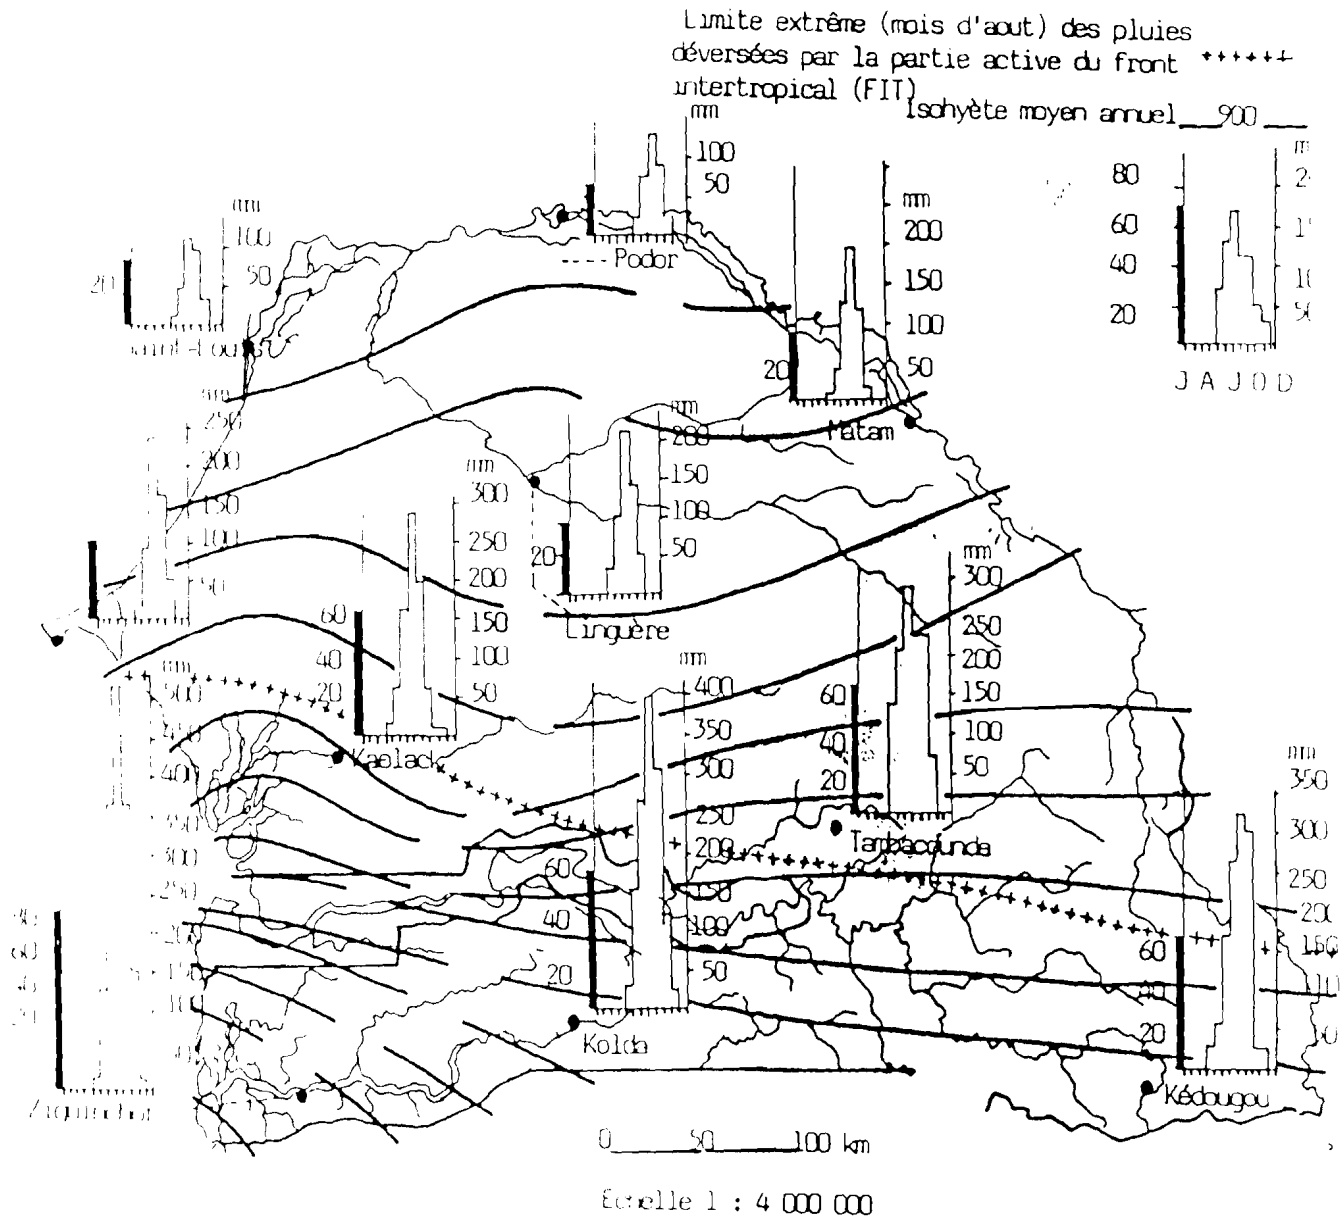 Limite extrême (mois d'aout) des pluies
déversées par la partie active du front ++++++
intertropical (FIT)
Isohyète moyen annuel 900
mm
100
50
Podor
80
60
40
20
J A J O D
mm
100
50
20
mm
200
150
100
50
20
Matam
mm
250
200
150
100
50
mm
300
250
200
150
100
50
60
40
20
Kaolack
mm
200
150
100
50
20
Linguère
mm
300
250
200
150
100
50
60
40
20
Tambacounda
mm
400
350
300
250
200
150
100
50
60
40
20
Kolda
mm
500
400
300
250
200
150
100
60
Ziguinchor
mm
350
300
250
200
150
60
40
20
Kédougou
0 50 100 km
Echelle 1 : 4 000 000